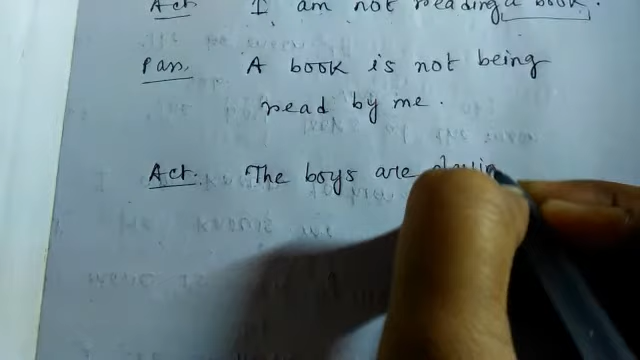 Act. I am not reading a book.
Pass. A book is not being
read by me.
Act. The boys are